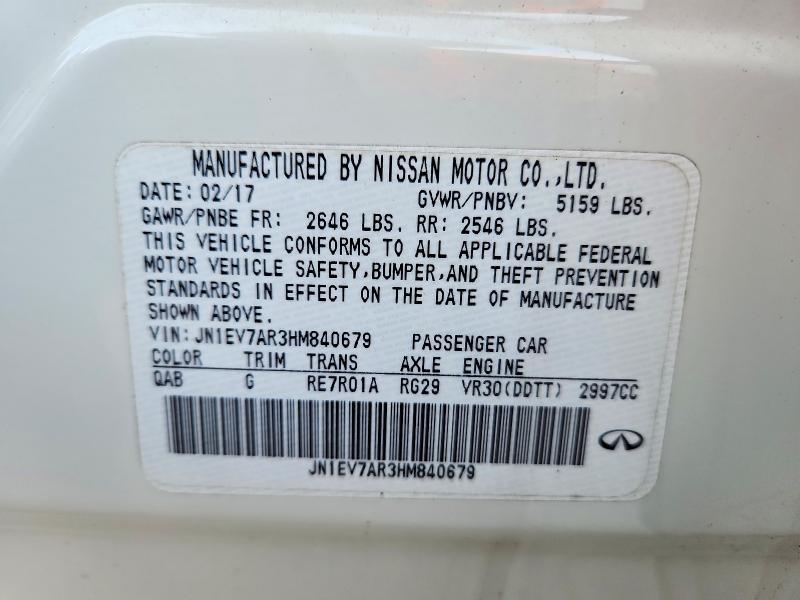 MANUFACTURED BY NISSAN MOTOR CO.,LTD.
DATE: 02/17 GVWR/PNBV: 5159 LBS.
GAWR/PNBE FR: 2646 LBS. RR: 2546 LBS.
THIS VEHICLE CONFORMS TO ALL APPLICABLE FEDERAL
MOTOR VEHICLE SAFETY,BUMPER,AND THEFT PREVENTION
STANDARDS IN EFFECT ON THE DATE OF MANUFACTURE
SHOWN ABOVE.
VIN: JN1EV7AR3HM840679 PASSENGER CAR
COLOR TRIM TRANS AXLE ENGINE
QAB G RE7R01A RG29 VR30(DDTT) 2997CC
JN1EV7AR3HM840679